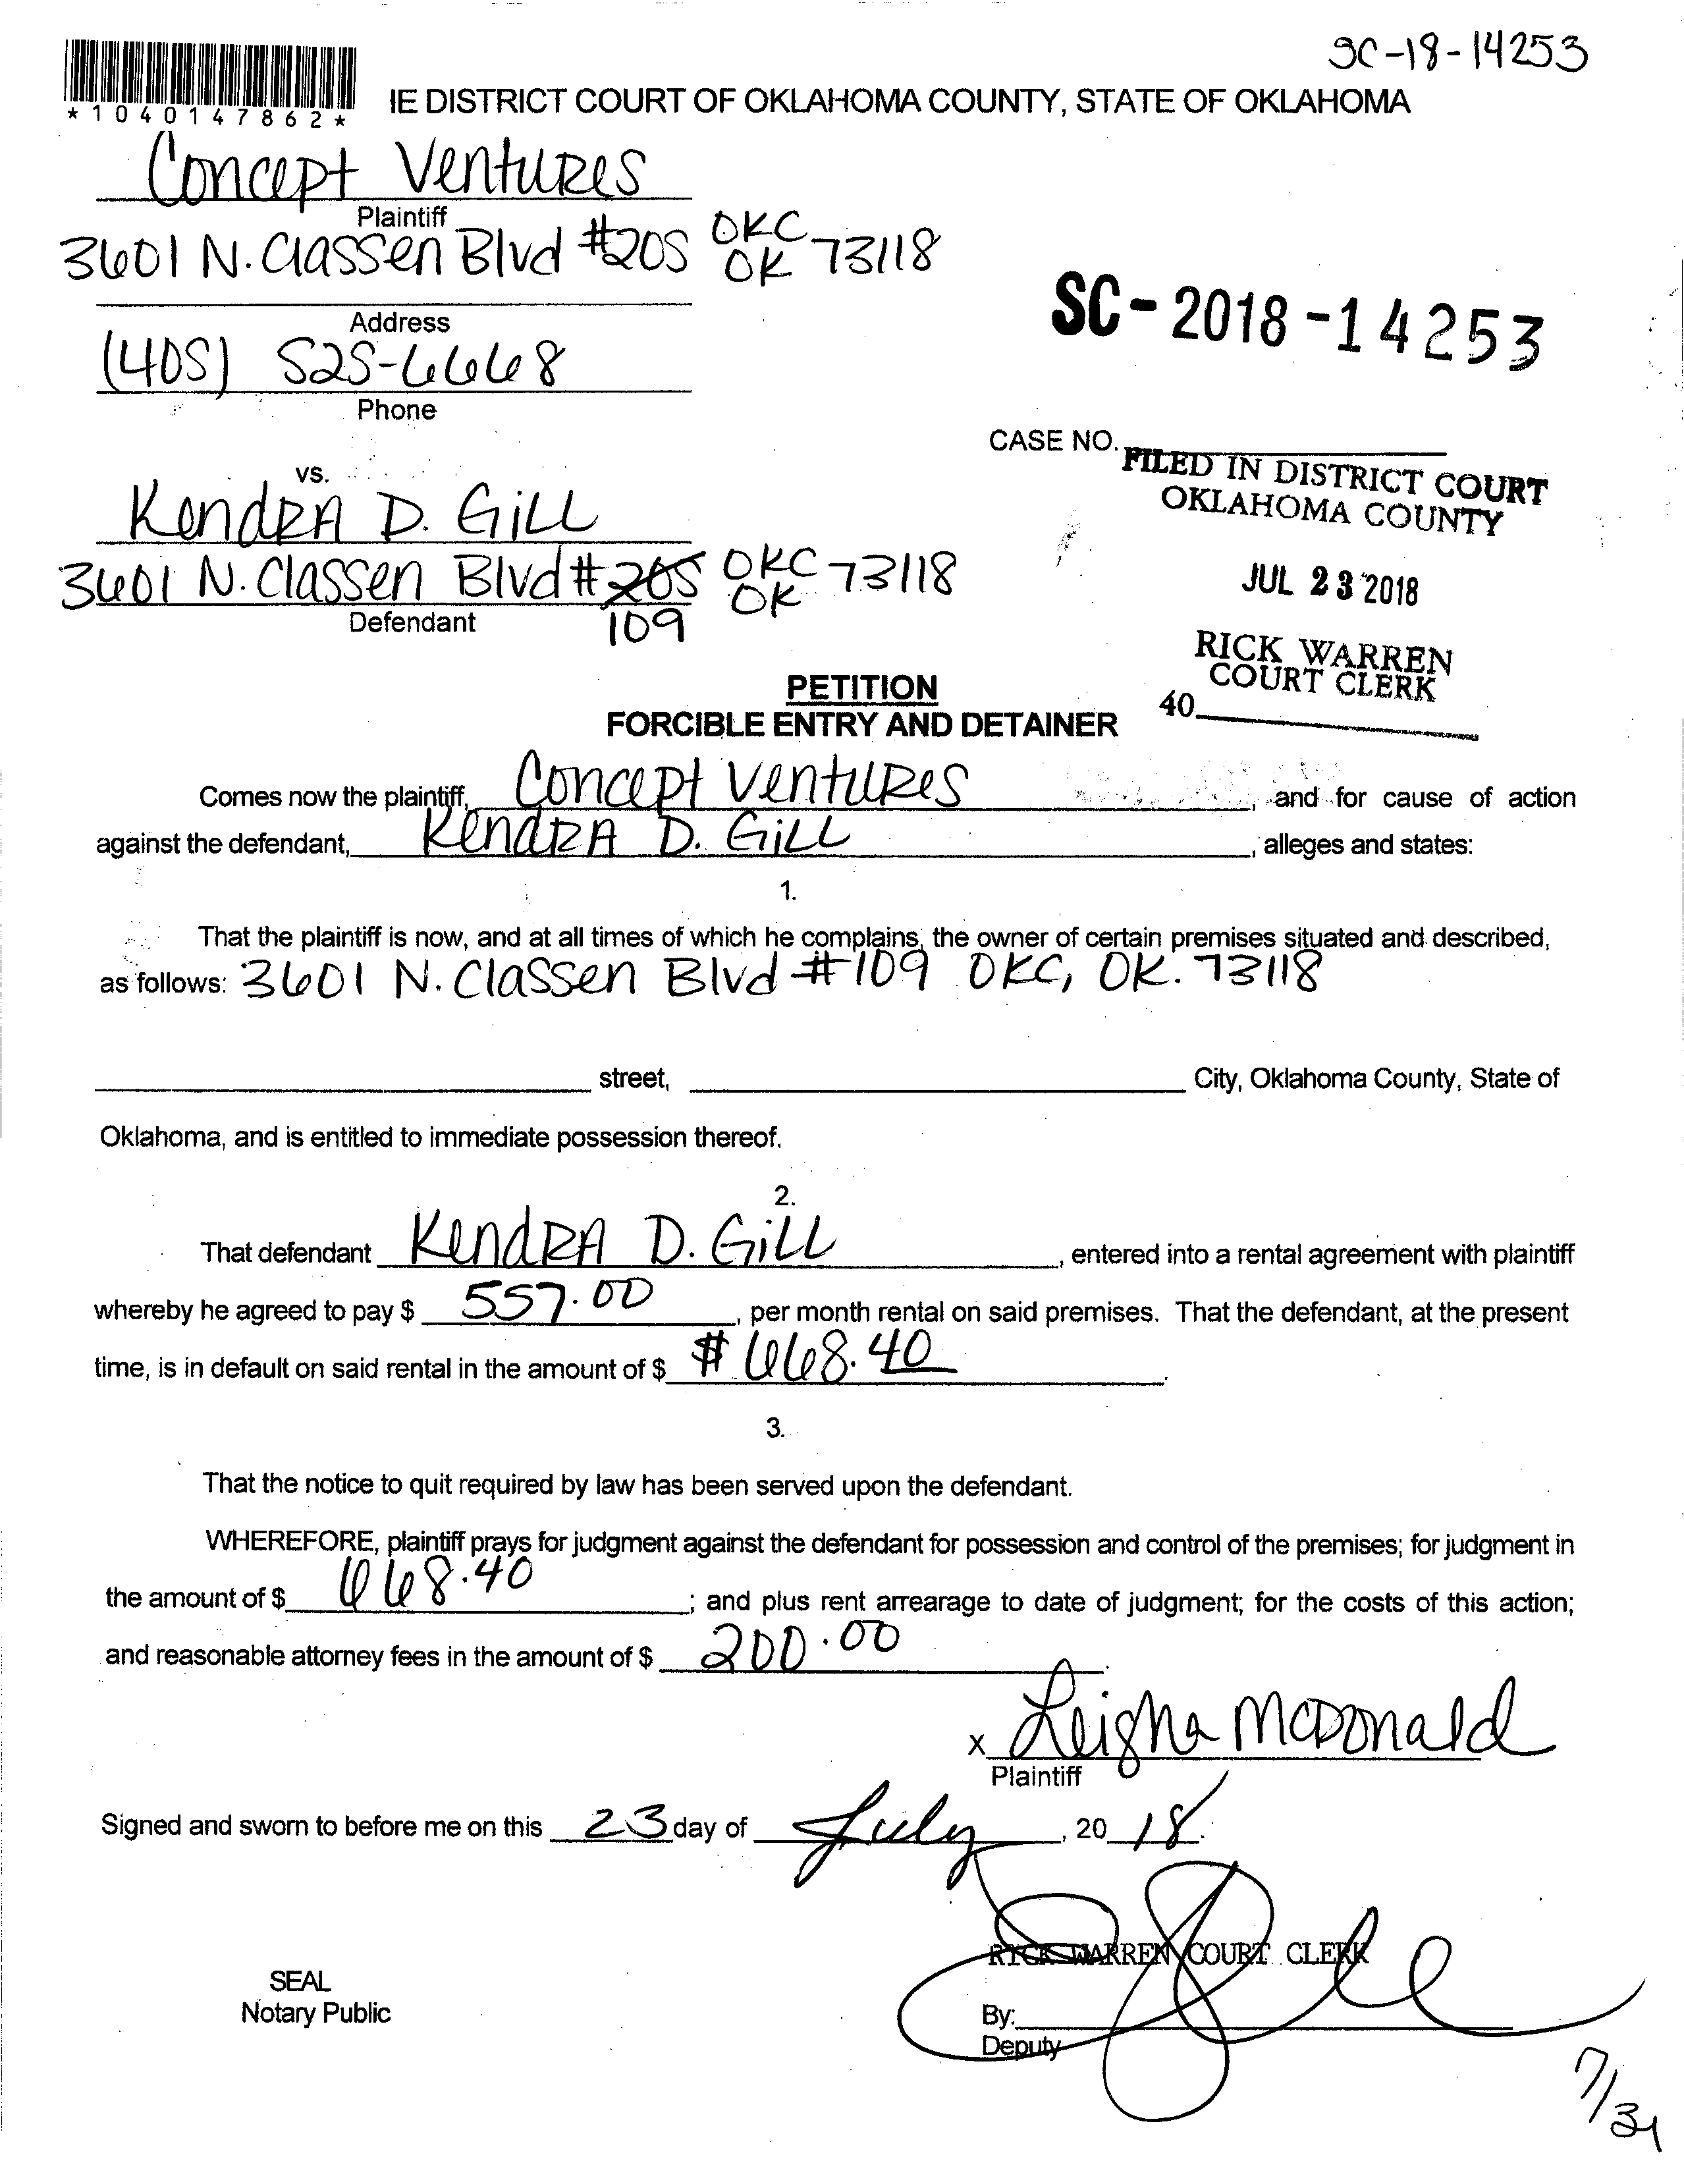 SC-18-14253
*1040147862*
IE DISTRICT COURT OF OKLAHOMA COUNTY, STATE OF OKLAHOMA
Concept Ventures
Plaintiff
3601 N. Classen Blvd #205 OKC OK 73118
Address
(405) 525-6668
Phone
SC-2018-14253
CASE NO.
FILED IN DISTRICT COURT
OKLAHOMA COUNTY
JUL 23 2018
RICK WARREN
COURT CLERK
40
vs.
Kendra D. Gill
3601 N. Classen Blvd # 205 OKC OK 73118
109
Defendant
PETITION
FORCIBLE ENTRY AND DETAINER
Comes now the plaintiff, Concept Ventures, and for cause of action
against the defendant, Kendra D. Gill, alleges and states:
1.
That the plaintiff is now, and at all times of which he complains, the owner of certain premises situated and described,
as follows: 3601 N. Classen Blvd #109 OKC, OK. 73118
street, City, Oklahoma County, State of
Oklahoma, and is entitled to immediate possession thereof.
2.
That defendant Kendra D. Gill, entered into a rental agreement with plaintiff
whereby he agreed to pay $ 557.00, per month rental on said premises. That the defendant, at the present
time, is in default on said rental in the amount of $ #668.40.
3.
That the notice to quit required by law has been served upon the defendant.
WHEREFORE, plaintiff prays for judgment against the defendant for possession and control of the premises; for judgment in
the amount of $ 668.40; and plus rent arrearage to date of judgment; for the costs of this action;
and reasonable attorney fees in the amount of $ 200.00.
x Leigha McDonald
Plaintiff
Signed and sworn to before me on this 23 day of July, 20 18.
RICK WARREN COURT CLERK
SEAL
Notary Public
By:
Deputy
7/31